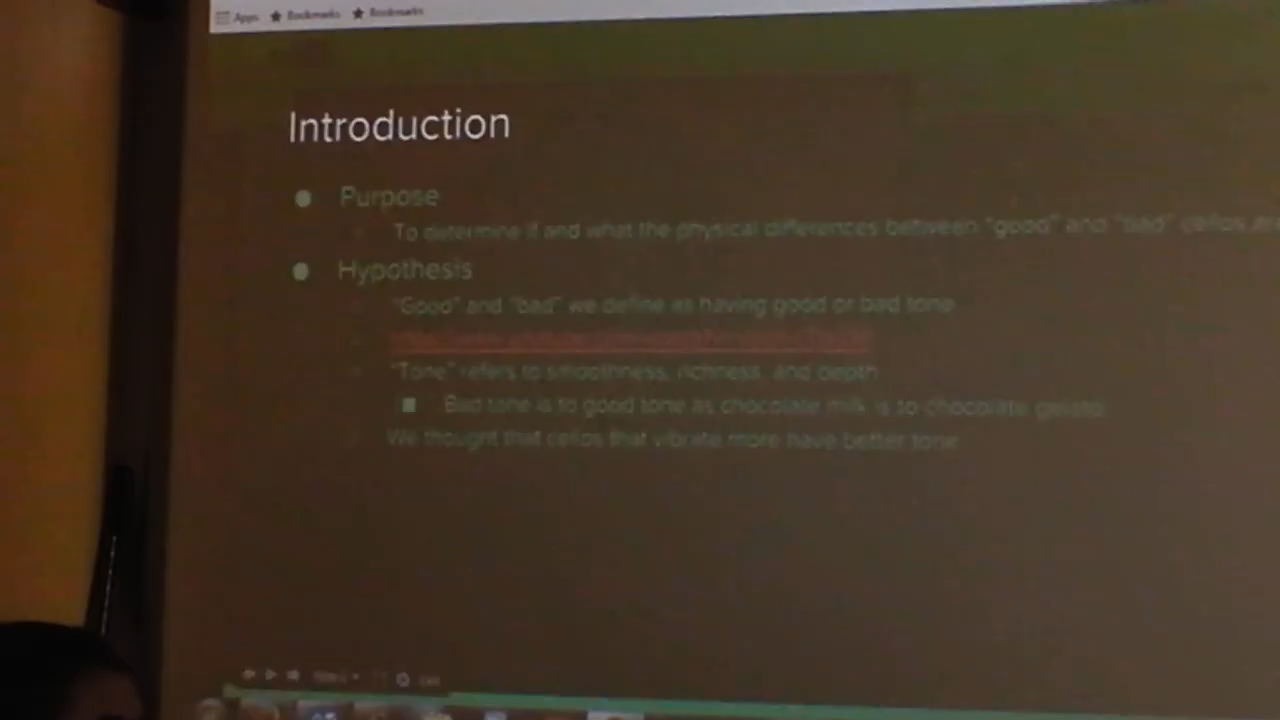 Apps Bookmarks Bookmarks
Introduction
Purpose
To determine if and what the physical differences between "good" and "bad" cellos are
Hypothesis
"Good" and "bad" we define as having good or bad tone
"Tone" refers to smoothness, richness, and depth
Bad tone is to good tone as chocolate milk is to chocolate gelato
We thought that cellos that vibrate more have better tone